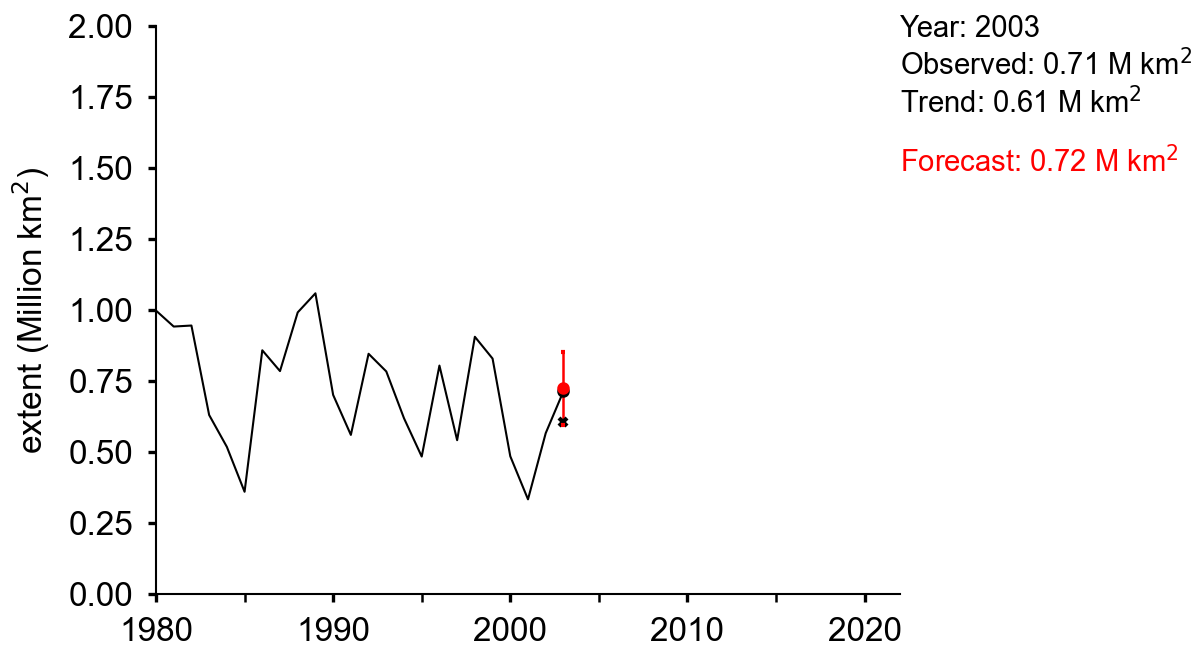 2.00
1.75
1.50
1.25
1.00
0.75
0.50
0.25
0.00
extent (Million km²)
1980 1990 2000 2010 2020
Year: 2003
Observed: 0.71 M km²
Trend: 0.61 M km²
Forecast: 0.72 M km²